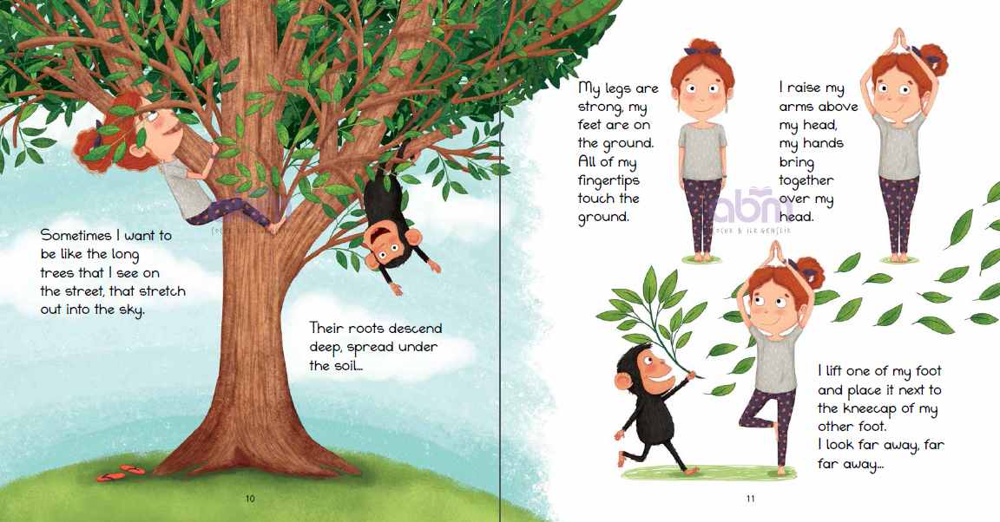 Sometimes I want to
be like the long
trees that I see on
the street, that stretch
out into the sky.
Their roots descend
deep, spread under
the soil...
10
My legs are
strong, my
feet are on
the ground.
All of my
fingertips
touch the
ground.
I raise my
arms above
my head,
my hands
bring
together
over my
head.
abm
ÇOCUK & İLK GENÇLİK
I lift one of my foot
and place it next to
the kneecap of my
other foot.
I look far away, far
far away...
11